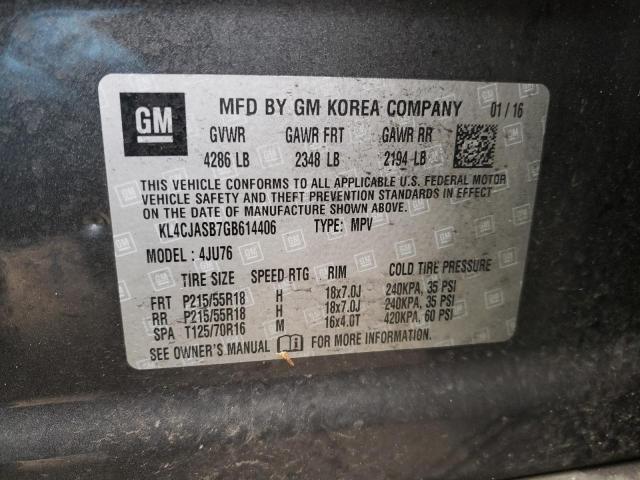 GM MFD BY GM KOREA COMPANY 01 / 16
GVWR GAWR FRT GAWR RR
4286 LB 2348 LB 2194 LB
THIS VEHICLE CONFORMS TO ALL APPLICABLE U.S. FEDERAL MOTOR
VEHICLE SAFETY AND THEFT PREVENTION STANDARDS IN EFFECT
ON THE DATE OF MANUFACTURE SHOWN ABOVE.
KL4CJASB7GB614406 TYPE: MPV
MODEL: 4JU76
TIRE SIZE SPEED RTG RIM COLD TIRE PRESSURE
FRT P215/55R18 H 18x7.0J 240KPA, 35 PSI
RR P215/55R18 H 18x7.0J 240KPA, 35 PSI
SPA T125/70R16 M 16x4.0T 420KPA, 60 PSI
SEE OWNER'S MANUAL FOR MORE INFORMATION.